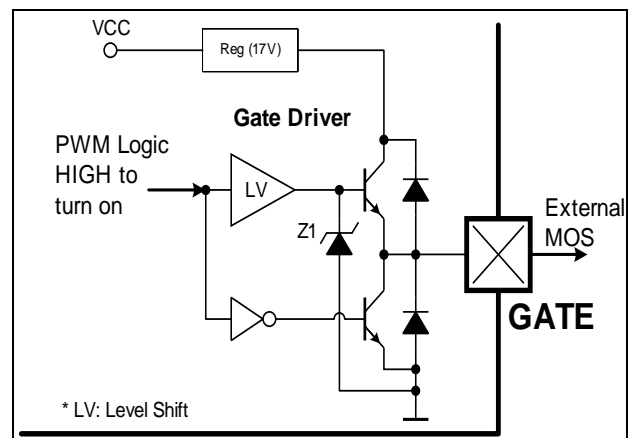 VCC
Reg (17V)
Gate Driver
PWM Logic
HIGH to
turn on
LV
Z1
External
MOS
GATE
* LV: Level Shift